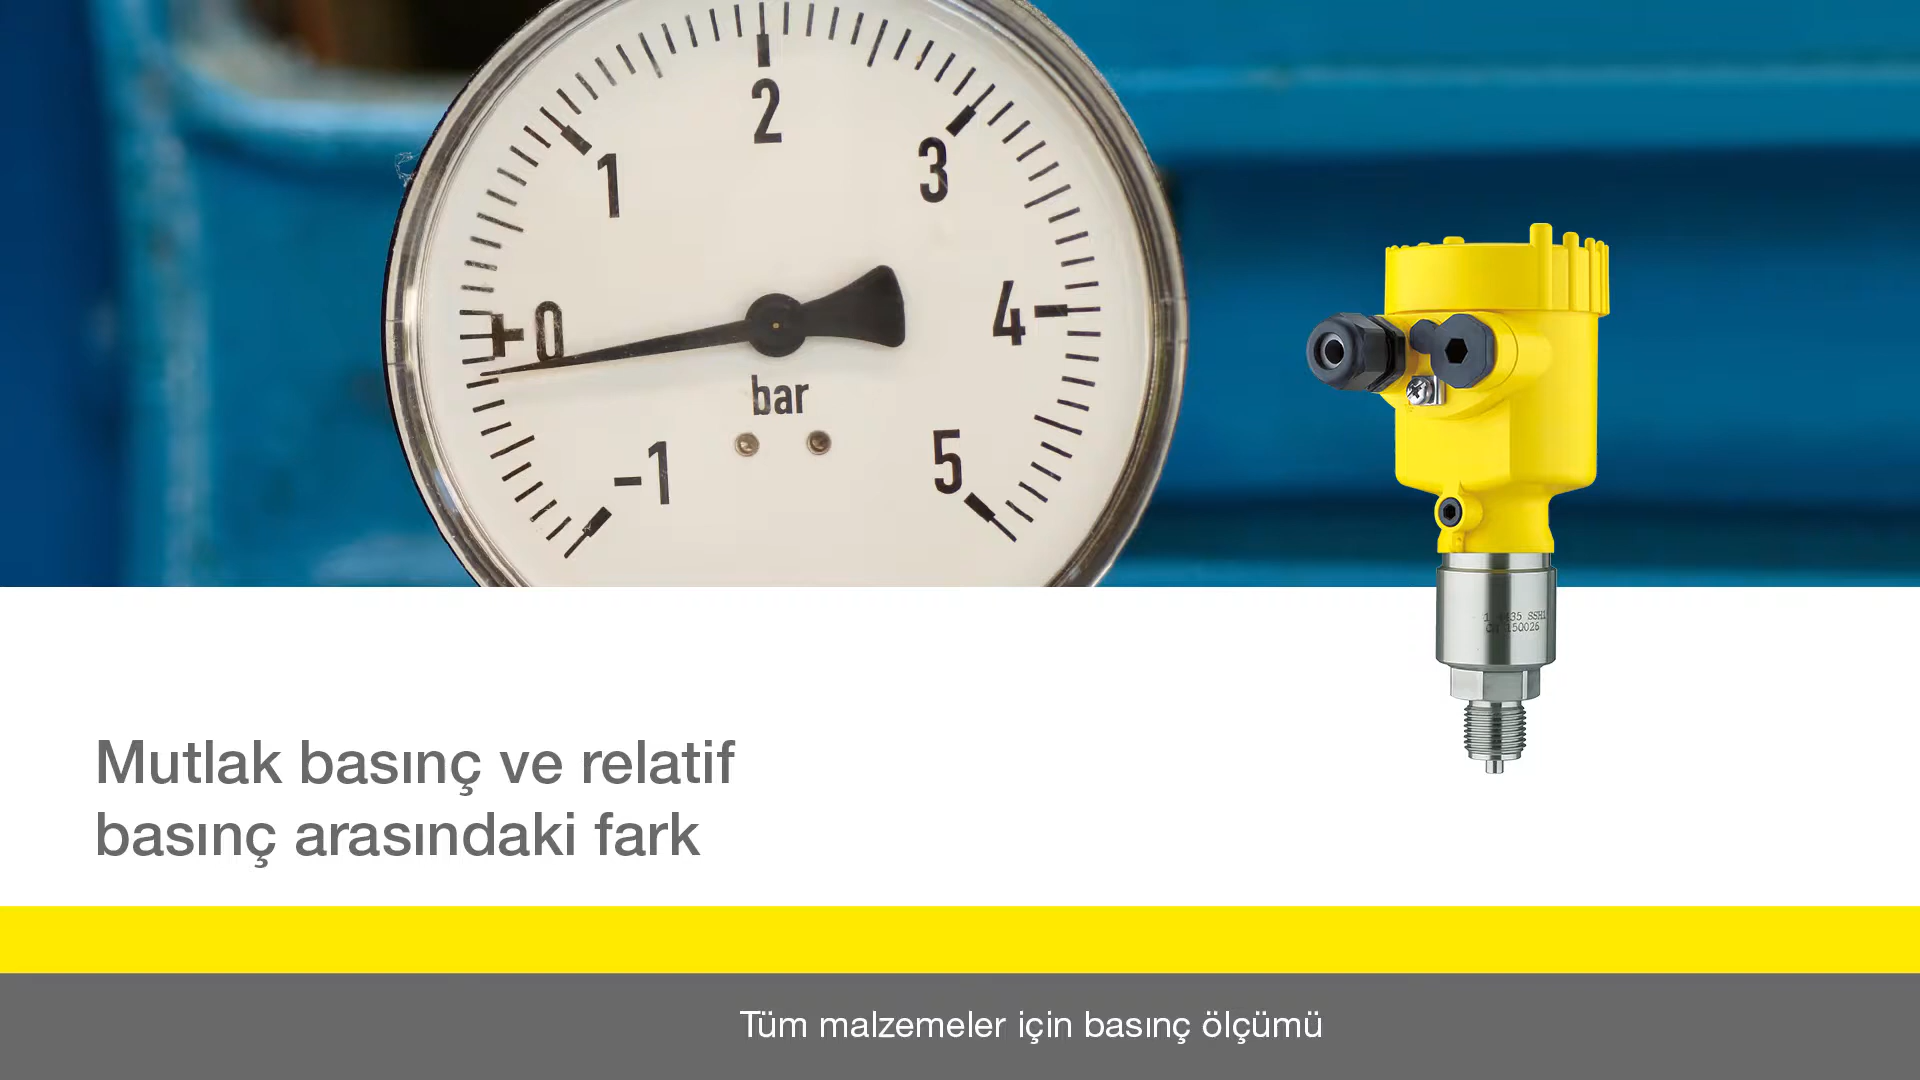 2
1
3
0
4
bar
-1
5
Mutlak basınç ve relatif
basınç arasındaki fark
Tüm malzemeler için basınç ölçümü